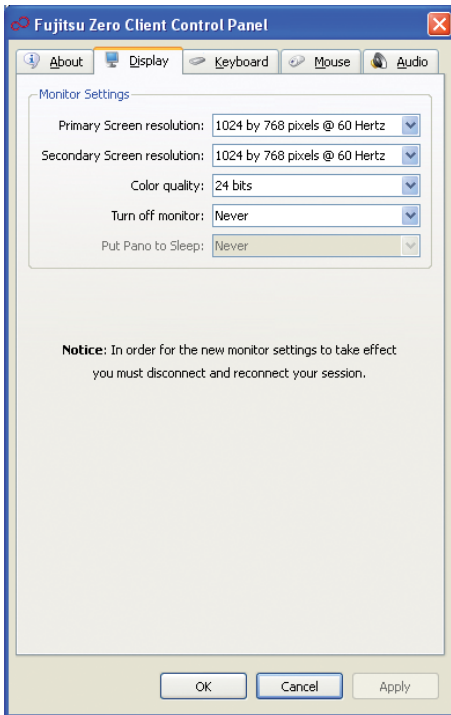 Fujitsu Zero Client Control Panel
About Display Keyboard Mouse Audio
Monitor Settings
Primary Screen resolution: 1024 by 768 pixels @ 60 Hertz
Secondary Screen resolution: 1024 by 768 pixels @ 60 Hertz
Color quality: 24 bits
Turn off monitor: Never
Put Pano to Sleep: Never
Notice: In order for the new monitor settings to take effect
you must disconnect and reconnect your session.
OK Cancel Apply